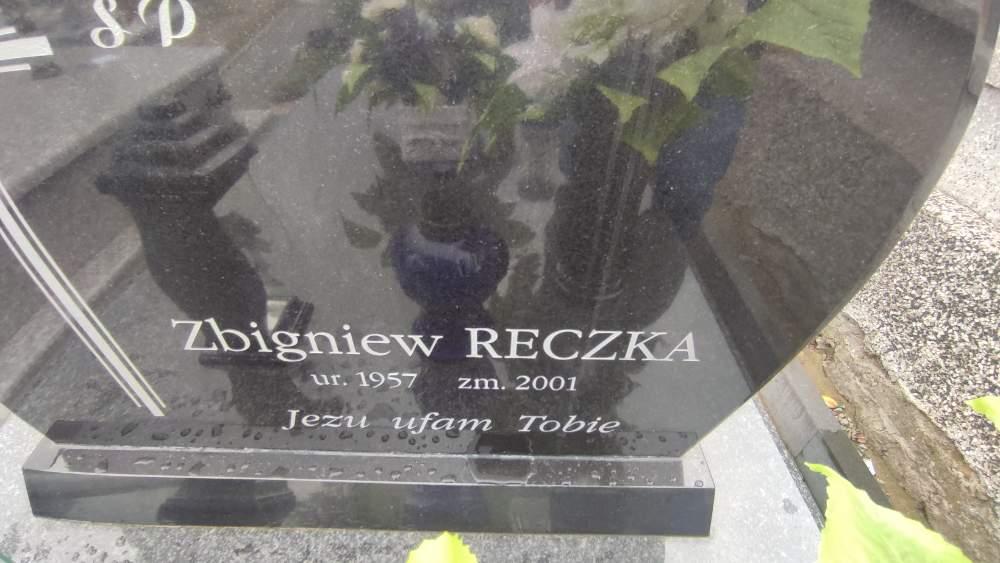 Ś P
Zbigniew RECZKA
ur. 1957 zm. 2001
Jezu ufam Tobie